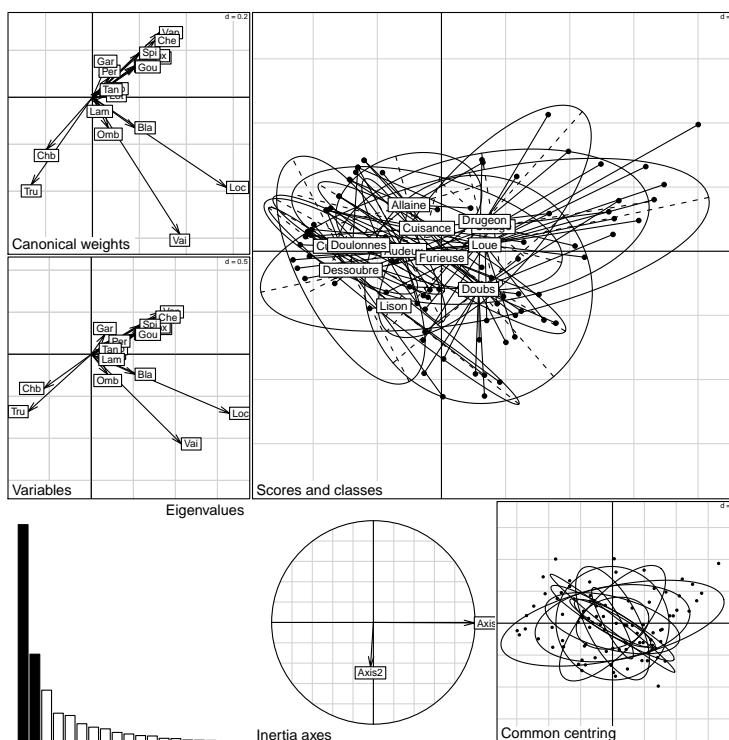 d = 0.2
Van
Che
Spi
Gou
Gar
Per
Tan
Lam
Omb
Bla
Chb
Tru
Loc
Vai
Canonical weights
d = 0.5
Van
Che
Spi
Gou
Gar
Per
Tan
Lam
Omb
Bla
Chb
Tru
Loc
Vai
Variables
Allaine
Drugeon
Cuisance
Loue
Doulonnes
Furieuse
Dessoubre
Doubs
Lison
Scores and classes
Eigenvalues
Axis2
Inertia axes
d =
Common centring